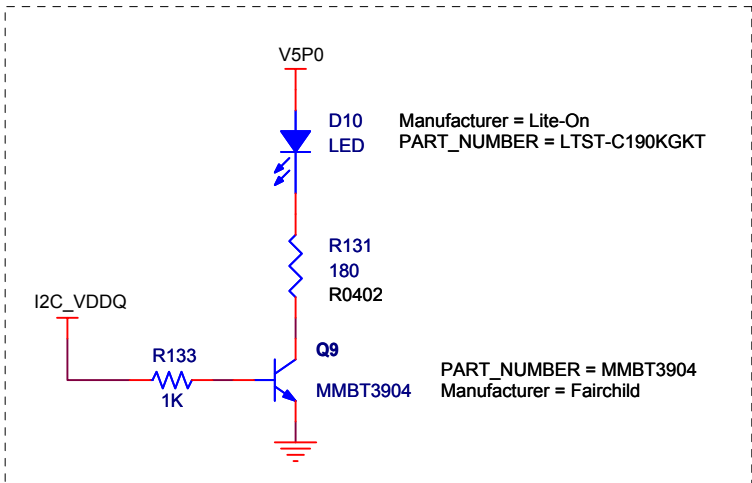 V5P0
D10
LED
Manufacturer = Lite-On
PART_NUMBER = LTST-C190KGKT
R131
180
R0402
I2C_VDDQ
R133
1K
Q9
MMBT3904
PART_NUMBER = MMBT3904
Manufacturer = Fairchild